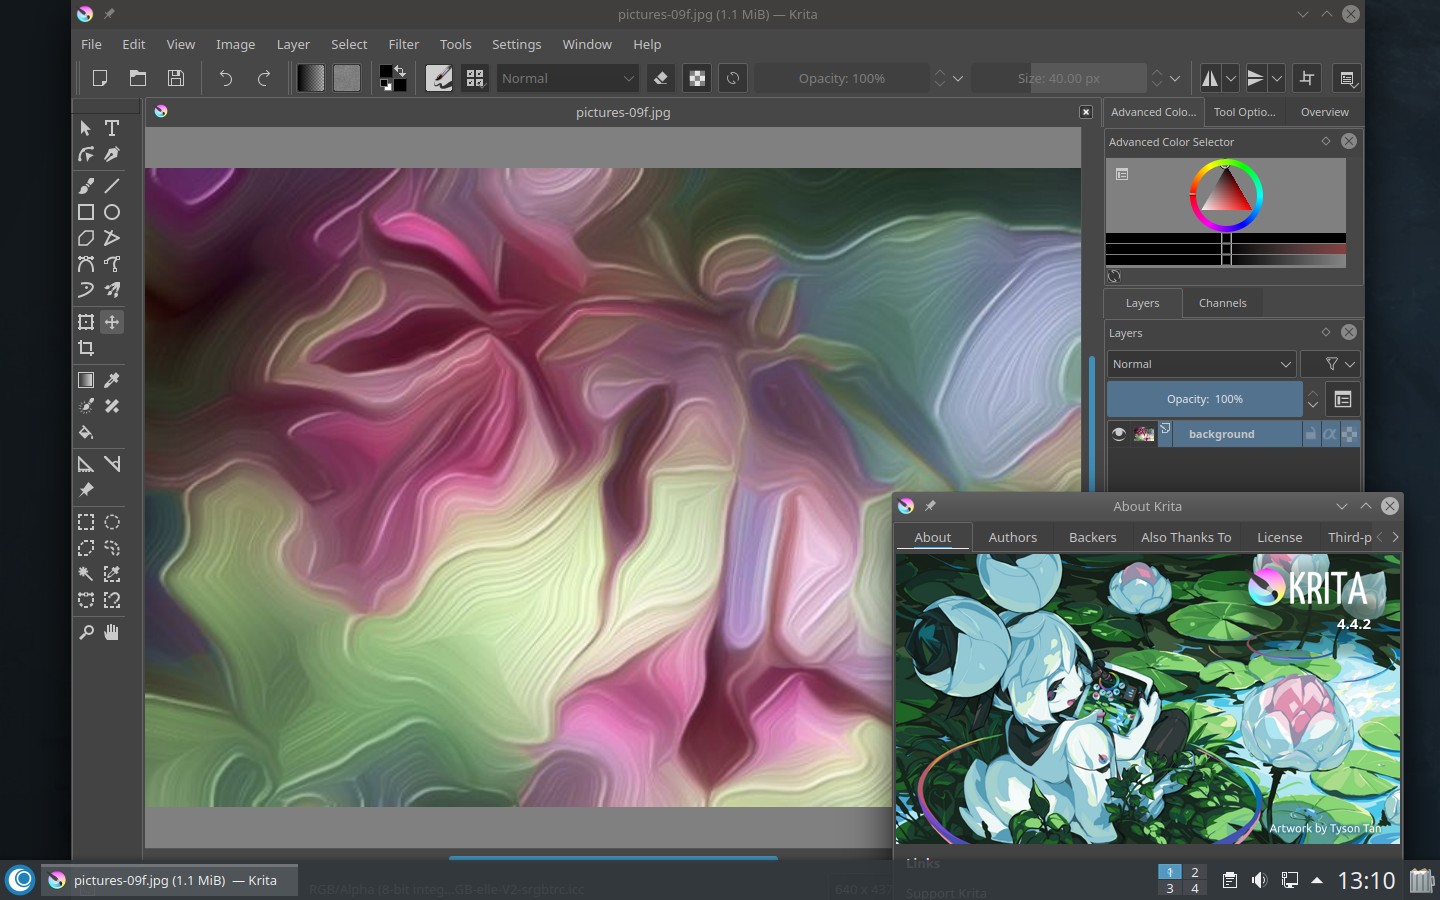 pictures-09f.jpg (1.1 MiB) — Krita
File Edit View Image Layer Select Filter Tools Settings Window Help
Normal Opacity: 100% Size: 40.00 px
pictures-09f.jpg
Advanced Colo... Tool Optio... Overview
Advanced Color Selector
Layers Channels
Layers
Normal
Opacity: 100%
background
About Krita
About Authors Backers Also Thanks To License Third-p
KRITA
4.4.2
Artwork by Tyson Tan
Links
Support Krita
pictures-09f.jpg (1.1 MiB) — Krita
RGB/Alpha (8-bit integ...GB-elle-V2-srgbtrc.icc
1 2
3 4
13:10